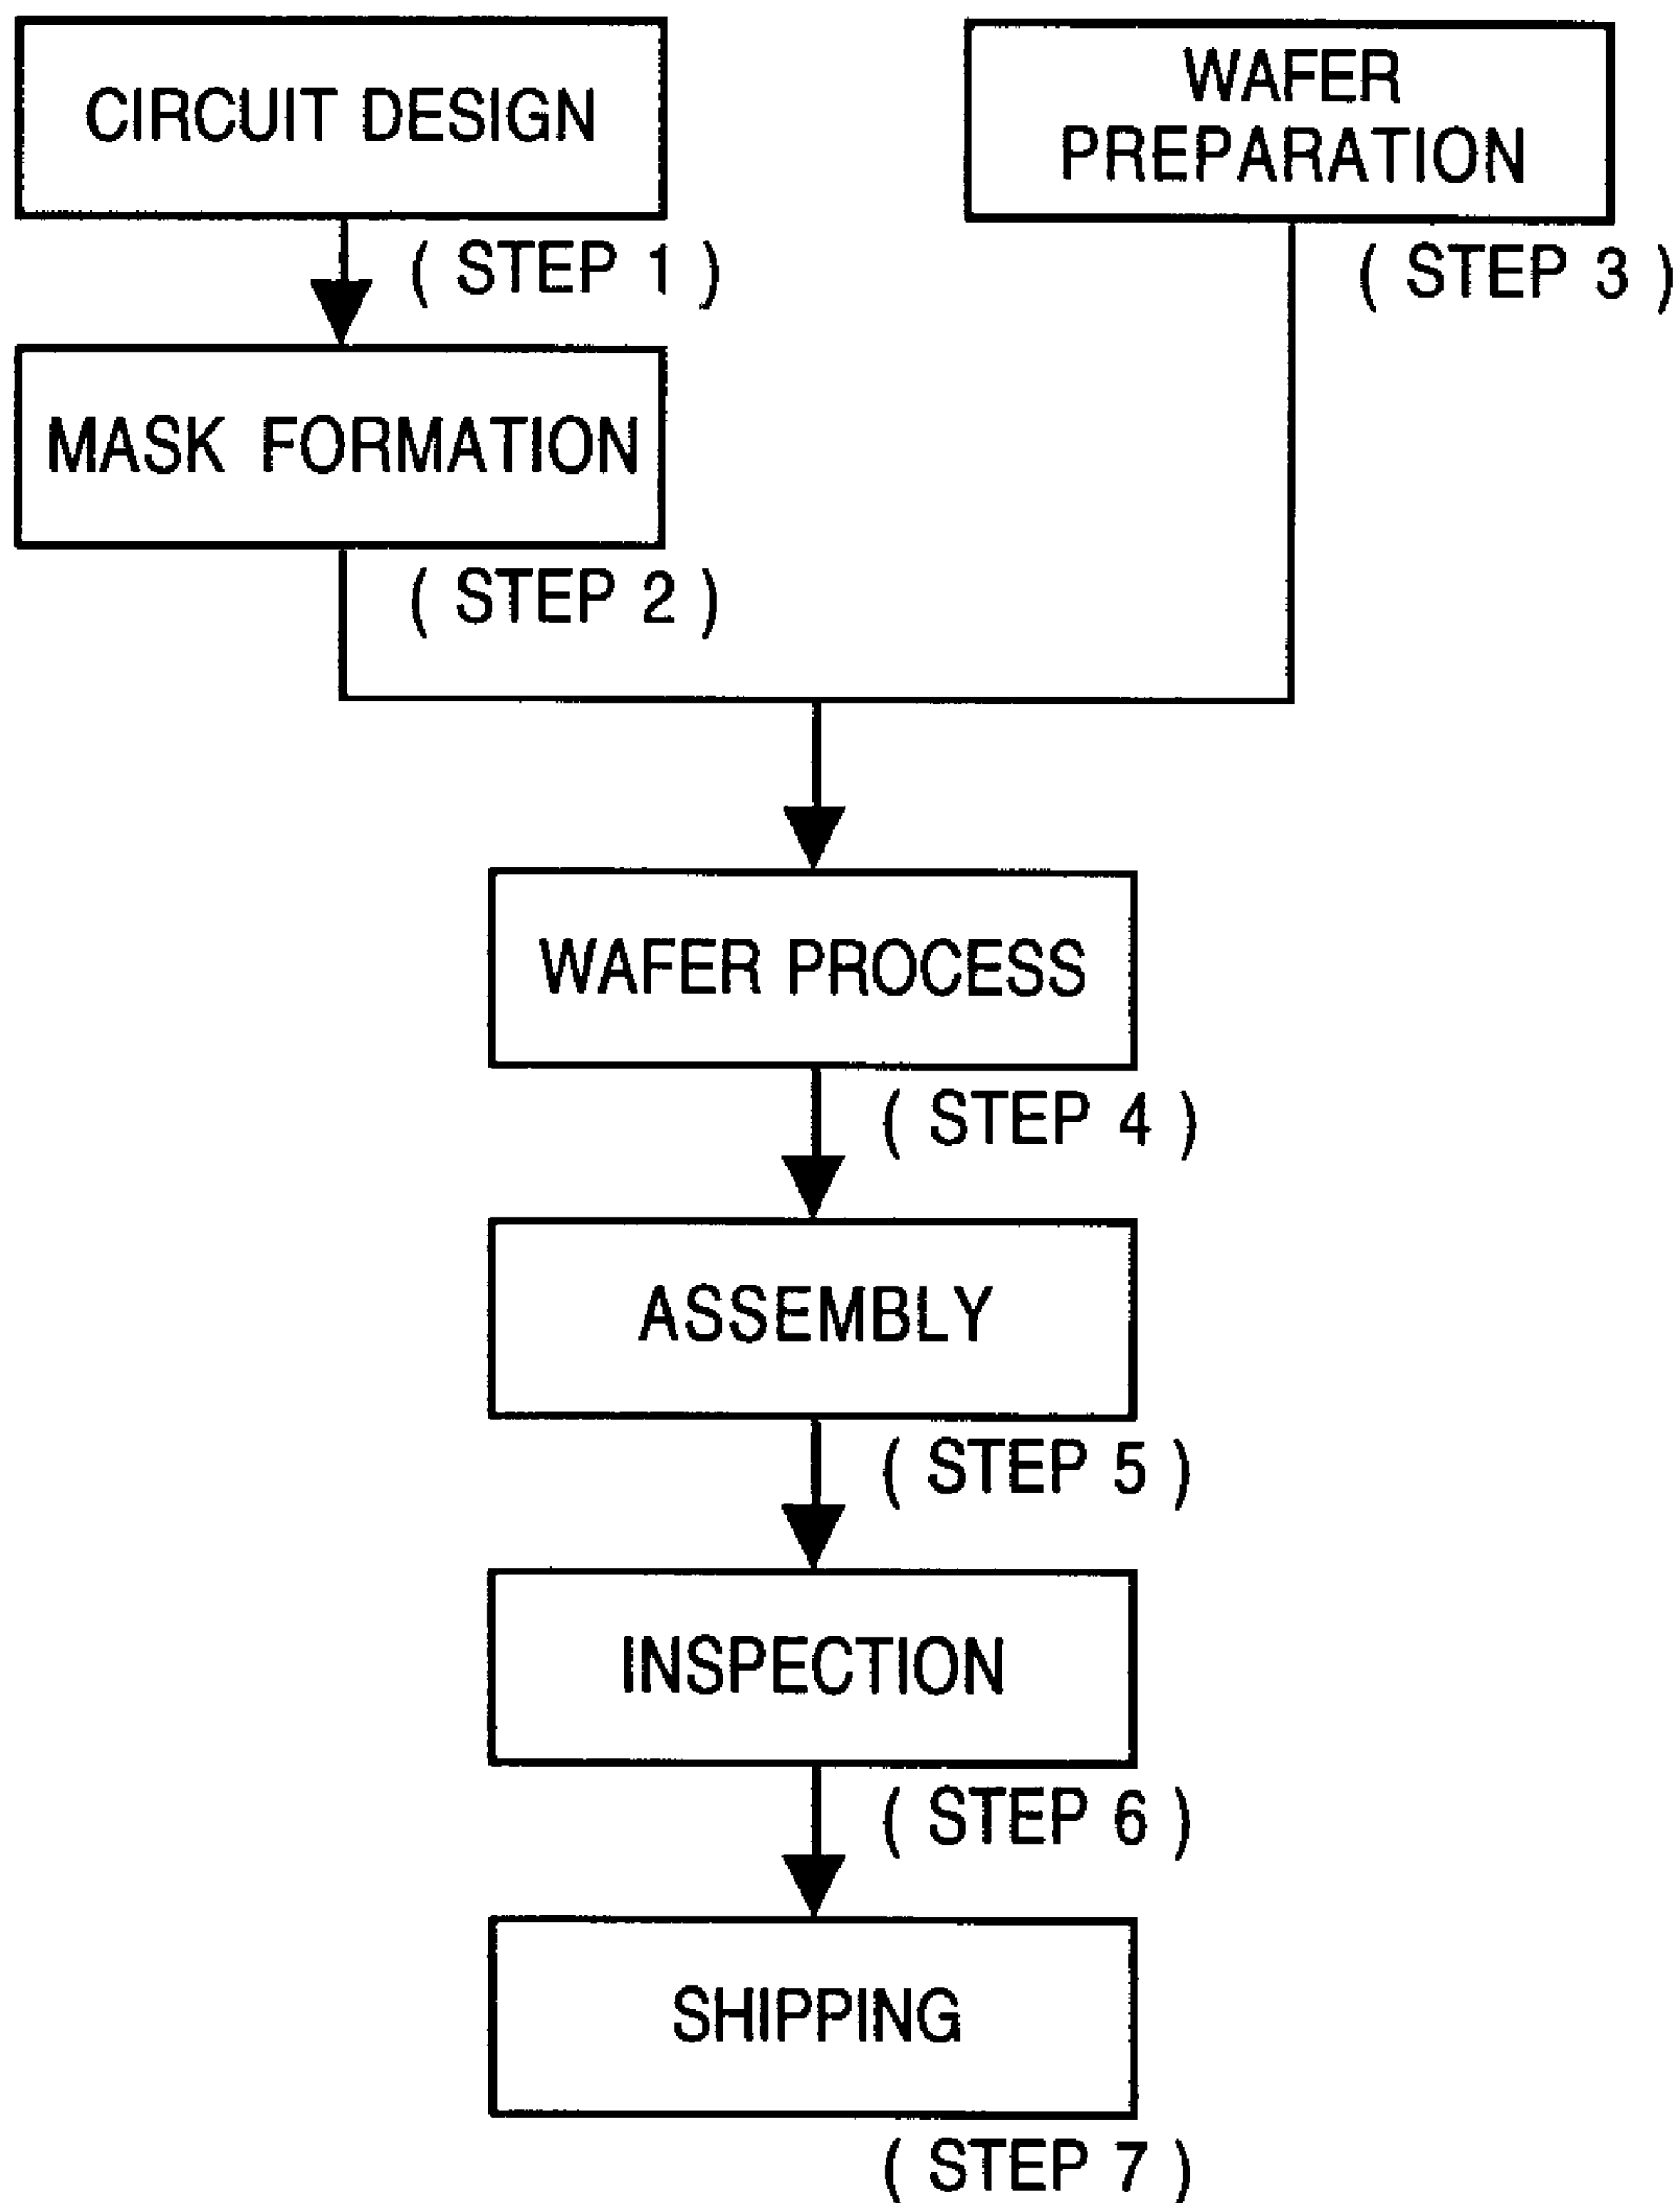 CIRCUIT DESIGN
( STEP 1 )
MASK FORMATION
( STEP 2 )
WAFER
PREPARATION
( STEP 3 )
WAFER PROCESS
( STEP 4 )
ASSEMBLY
( STEP 5 )
INSPECTION
( STEP 6 )
SHIPPING
( STEP 7 )